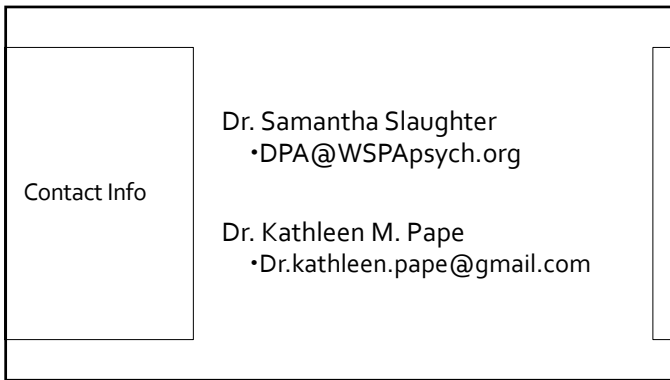 Contact Info
Dr. Samantha Slaughter
•DPA@WSPApsych.org
Dr. Kathleen M. Pape
•Dr.kathleen.pape@gmail.com